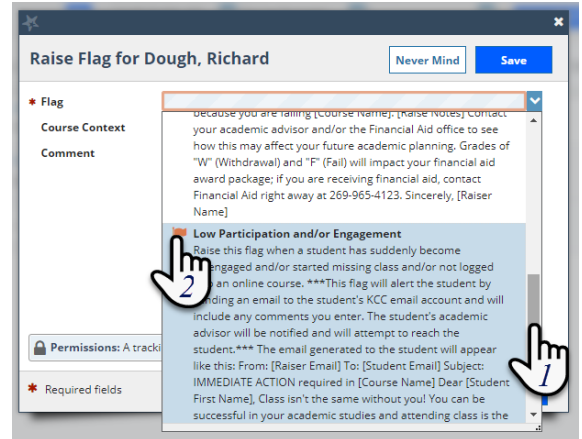 Raise Flag for Dough, Richard
Never Mind
Save
* Flag
Course Context
Comment
because you are failing [Course Name]. [Raise Notes] Contact
your academic advisor and/or the Financial Aid office to see
how this may affect your future academic planning. Grades of
"W" (Withdrawal) and "F" (Fail) will impact your financial aid
award package; if you are receiving financial aid, contact
Financial Aid right away at 269-965-4123. Sincerely, [Raiser
Name]
Low Participation and/or Engagement
Raise this flag when a student has suddenly become
engaged and/or started missing class and/or not logged
an online course. ***This flag will alert the student by
nding an email to the student's KCC email account and will
include any comments you enter. The student's academic
advisor will be notified and will attempt to reach the
student.*** The email generated to the student will appear
like this: From: [Raiser Email] To: [Student Email] Subject:
IMMEDIATE ACTION required in [Course Name] Dear [Student
First Name], Class isn't the same without you! You can be
successful in your academic studies and attending class is the
2
1
Permissions: A tracki
* Required fields